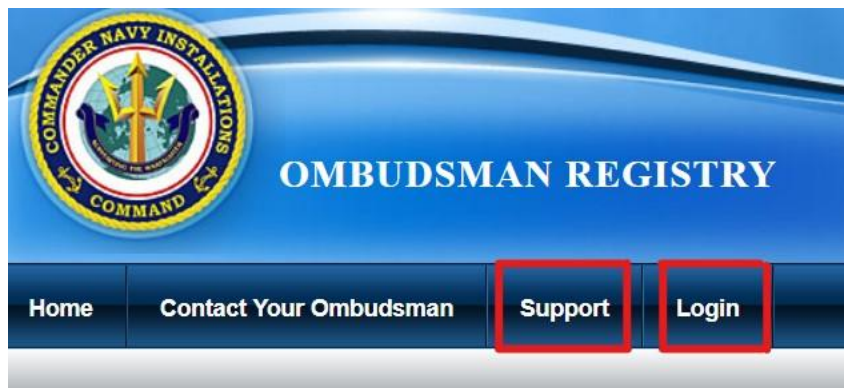 COMMANDER NAVY INSTALLATIONS
COMMAND
OMBUDSMAN REGISTRY
Home Contact Your Ombudsman Support Login